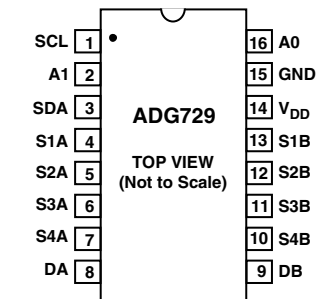 SCL 1 16 A0
A1 2 15 GND
SDA 3 ADG729 14 VDD
S1A 4 13 S1B
S2A 5 TOP VIEW 12 S2B
(Not to Scale)
S3A 6 11 S3B
S4A 7 10 S4B
DA 8 9 DB